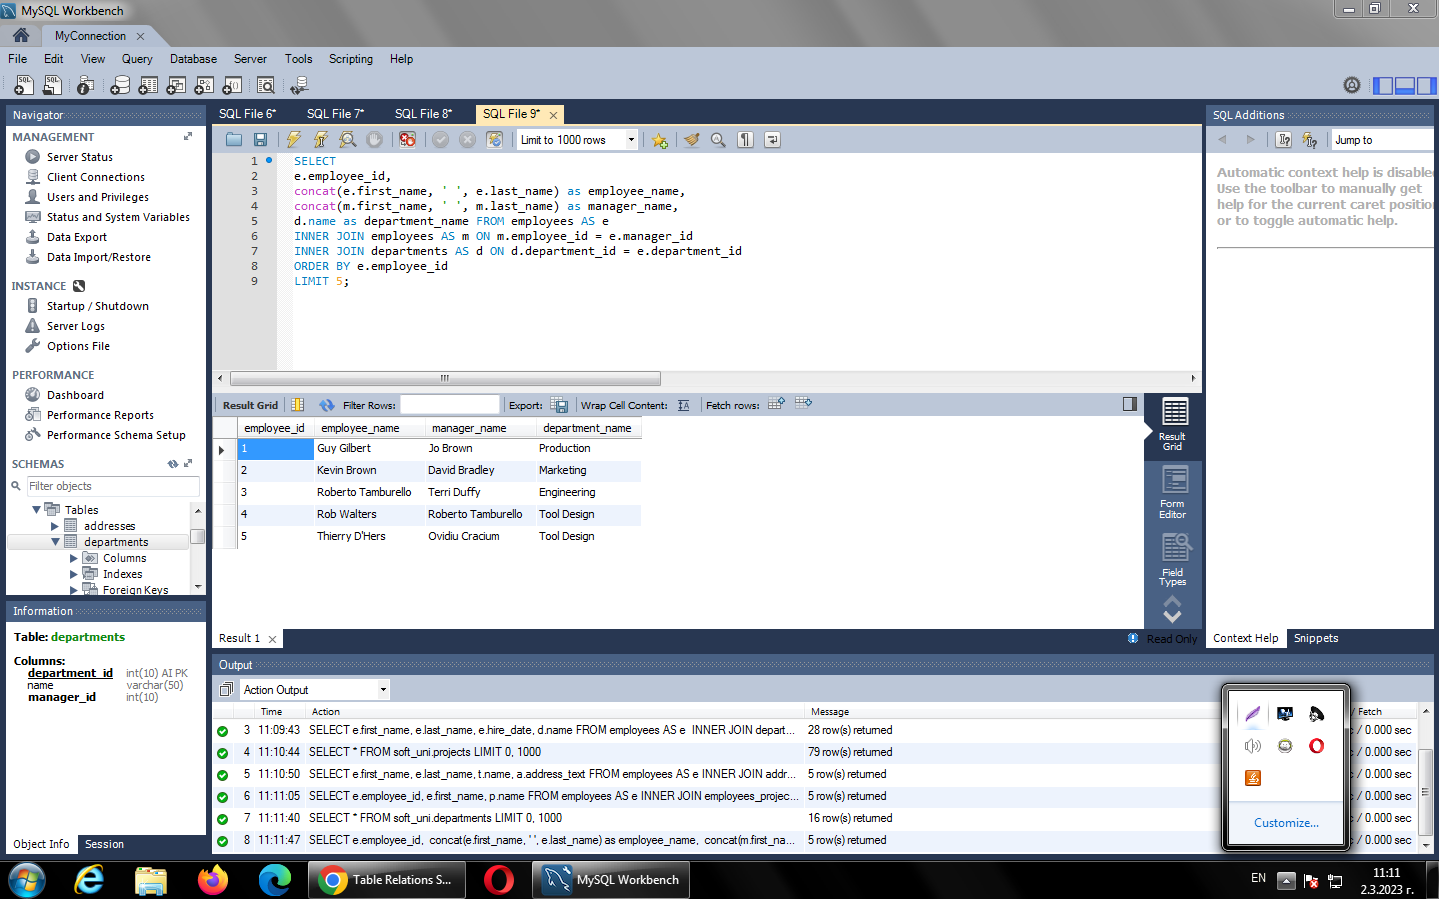 MySQL Workbench
MyConnection
File Edit View Query Database Server Tools Scripting Help
Navigator
MANAGEMENT
Server Status
Client Connections
Users and Privileges
Status and System Variables
Data Export
Data Import/Restore
INSTANCE
Startup / Shutdown
Server Logs
Options File
PERFORMANCE
Dashboard
Performance Reports
Performance Schema Setup
SCHEMAS
Filter objects
Tables
addresses
departments
Columns
Indexes
Foreign Keys
Information
Table: departments
Columns:
department_id int(10) AI PK
name varchar(50)
manager_id int(10)
Object Info Session
SQL File 6* SQL File 7* SQL File 8* SQL File 9*
Limit to 1000 rows
1 SELECT
2 e.employee_id,
3 concat(e.first_name, ' ', e.last_name) as employee_name,
4 concat(m.first_name, ' ', m.last_name) as manager_name,
5 d.name as department_name FROM employees AS e
6 INNER JOIN employees AS m ON m.employee_id = e.manager_id
7 INNER JOIN departments AS d ON d.department_id = e.department_id
8 ORDER BY e.employee_id
9 LIMIT 5;
Result Grid Filter Rows: Export: Wrap Cell Content: Fetch rows:
employee_id employee_name manager_name department_name
1 Guy Gilbert Jo Brown Production
2 Kevin Brown David Bradley Marketing
3 Roberto Tamburello Terri Duffy Engineering
4 Rob Walters Roberto Tamburello Tool Design
5 Thierry D'Hers Ovidiu Cracium Tool Design
Result Grid
Form Editor
Field Types
Result 1
Read Only
SQL Additions
Jump to
Automatic context help is disabled
Use the toolbar to manually get
help for the current caret position
or to toggle automatic help.
Context Help Snippets
Output
Action Output
Time Action Message / Fetch
3 11:09:43 SELECT e.first_name, e.last_name, e.hire_date, d.name FROM employees AS e INNER JOIN depart... 28 row(s) returned / 0.000 sec
4 11:10:44 SELECT * FROM soft_uni.projects LIMIT 0, 1000 79 row(s) returned / 0.000 sec
5 11:10:50 SELECT e.first_name, e.last_name, t.name, a.address_text FROM employees AS e INNER JOIN addr... 5 row(s) returned / 0.000 sec
6 11:11:05 SELECT e.employee_id, e.first_name, p.name FROM employees AS e INNER JOIN employees_projec... 5 row(s) returned / 0.000 sec
7 11:11:40 SELECT * FROM soft_uni.departments LIMIT 0, 1000 16 row(s) returned / 0.000 sec
8 11:11:47 SELECT e.employee_id, concat(e.first_name, ' ', e.last_name) as employee_name, concat(m.first_na... 5 row(s) returned / 0.000 sec
Customize...
Table Relations S...
MySQL Workbench
EN
11:11
2.3.2023 г.